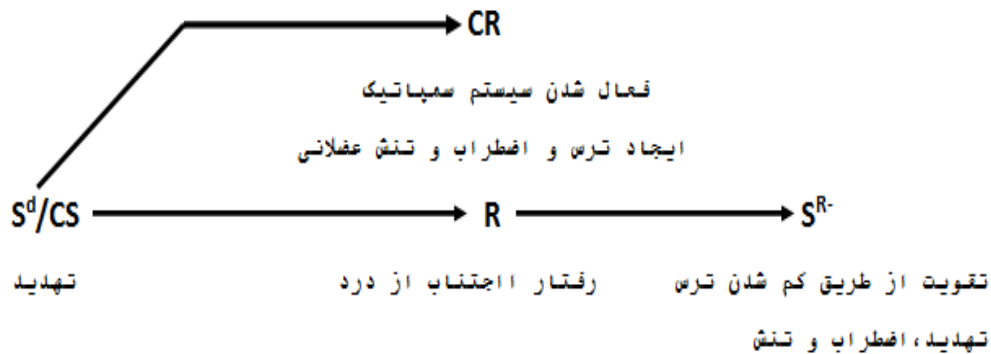 CR
فعال شدن سیستم سمپاتیک
ایجاد ترس و اضطراب و تنش عضلانی
Sᵈ/CS
R
Sᴿ⁻
تهدید
رفتار ااجتناب از درد
تقویت از طریق کم شدن ترس
تهدید،اضطراب و تنش